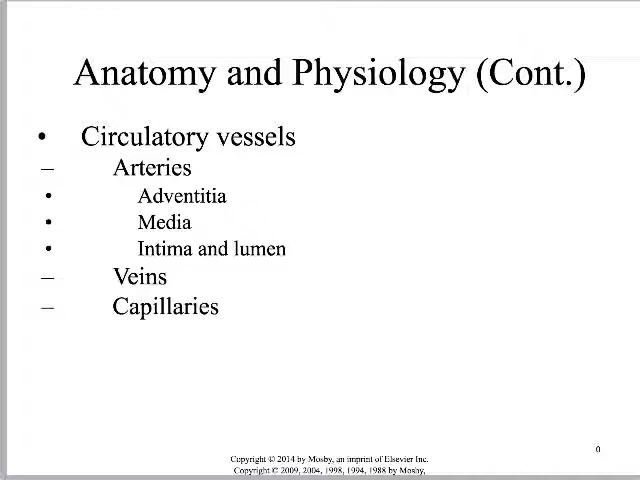 Anatomy and Physiology (Cont.)
• Circulatory vessels
– Arteries
• Adventitia
• Media
• Intima and lumen
– Veins
– Capillaries
0
Copyright © 2014 by Mosby, an imprint of Elsevier Inc.
Copyright © 2009, 2004, 1998, 1994, 1988 by Mosby,